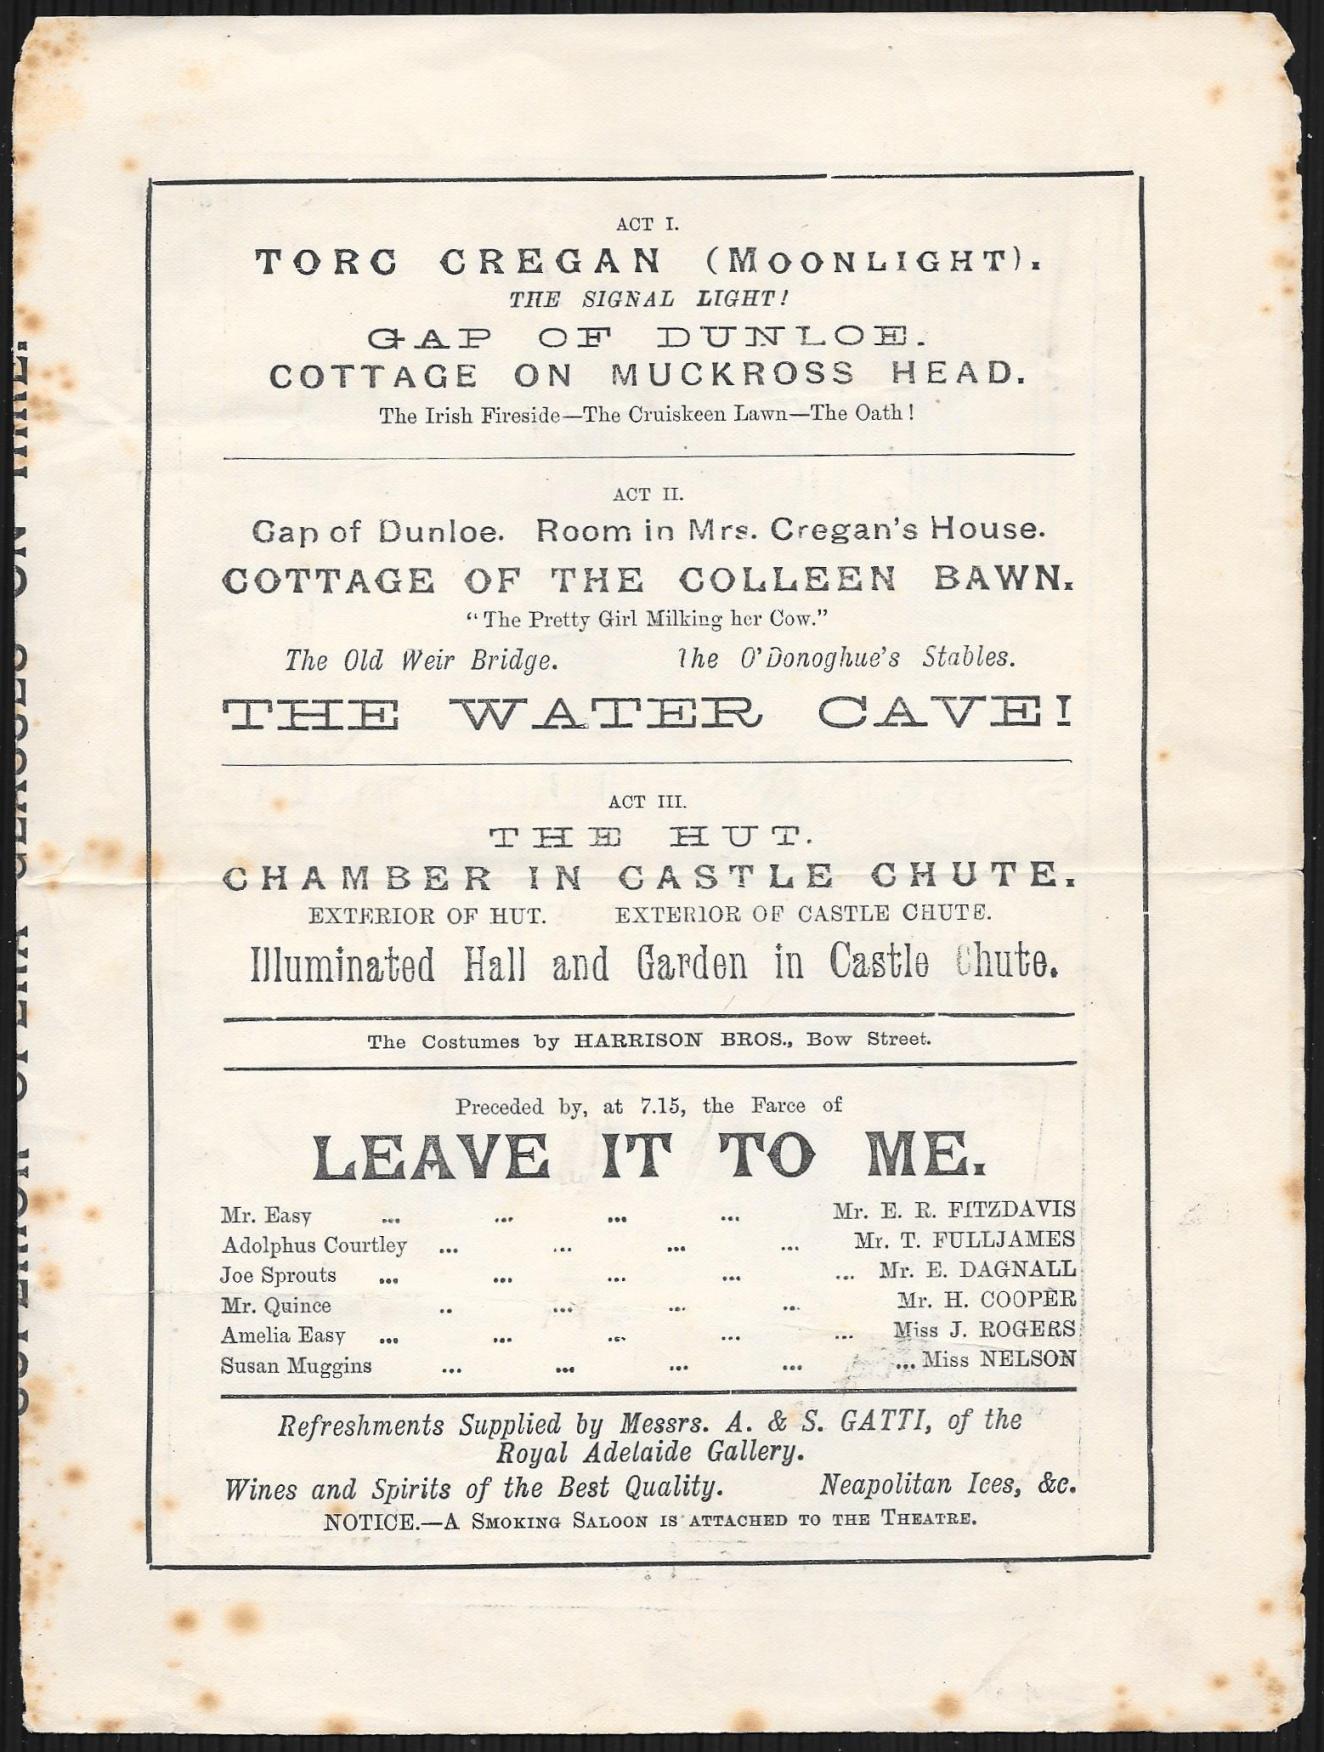 ACT I.
TORC CREGAN (MOONLIGHT).
THE SIGNAL LIGHT!
GAP OF DUNLOE.
COTTAGE ON MUCKROSS HEAD.
The Irish Fireside—The Cruiskeen Lawn—The Oath!
ACT II.
Gap of Dunloe. Room in Mrs. Cregan's House.
COTTAGE OF THE COLLEEN BAWN.
"The Pretty Girl Milking her Cow."
The Old Weir Bridge. The O'Donoghue's Stables.
THE WATER CAVE!
ACT III.
THE HUT.
CHAMBER IN CASTLE CHUTE.
EXTERIOR OF HUT. EXTERIOR OF CASTLE CHUTE.
Illuminated Hall and Garden in Castle Chute.
The Costumes by HARRISON BROS., Bow Street.
Preceded by, at 7.15, the Farce of
LEAVE IT TO ME.
Mr. Easy ... ... ... ... Mr. E. R. FITZDAVIS
Adolphus Courtley ... ... ... ... Mr. T. FULLJAMES
Joe Sprouts ... ... ... ... ... Mr. E. DAGNALL
Mr. Quince .. ... ... ... Mr. H. COOPER
Amelia Easy ... ... ... ... ... Miss J. ROGERS
Susan Muggins ... ... ... ... ... Miss NELSON
Refreshments Supplied by Messrs. A. & S. GATTI, of the
Royal Adelaide Gallery.
Wines and Spirits of the Best Quality. Neapolitan Ices, &c.
NOTICE.—A SMOKING SALOON IS ATTACHED TO THE THEATRE.